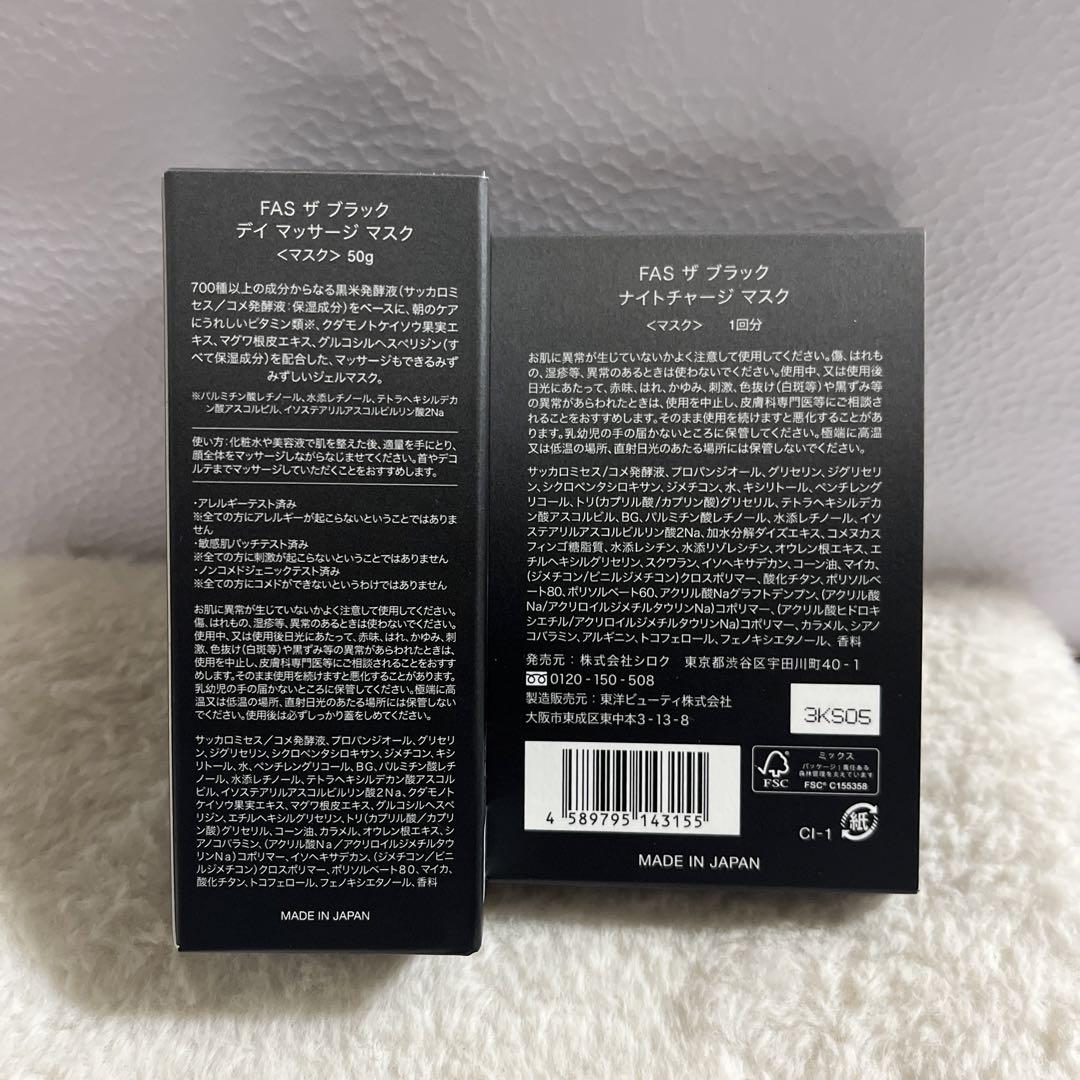 FAS ザ ブラック
デイ マッサージ マスク
＜マスク＞ 50g
700種以上の成分からなる黒米発酵液（サッカロミ
セス／コメ発酵液：保湿成分）をベースに、朝のケア
にうれしいビタミン類※、クダモノトケイソウ果実エ
キス、マグワ根皮エキス、グルコシルヘスペリジン（す
べて保湿成分）を配合した、マッサージもできるみず
みずしいジェルマスク。
※パルミチン酸レチノール、水添レチノール、テトラヘキシルデカ
ン酸アスコルビル、イソステアリルアスコルビルリン酸2Na
使い方：化粧水や美容液で肌を整えた後、適量を手にとり、
顔全体をマッサージしながらなじませてください。首やデコ
ルテまでマッサージしていただくことをおすすめします。
・アレルギーテスト済み
※全ての方にアレルギーが起こらないということではありま
せん
・敏感肌パッチテスト済み
※全ての方に刺激が起こらないということではありません
・ノンコメドジェニックテスト済み
※全ての方にコメドができないというわけではありません
お肌に異常が生じていないかよく注意して使用してください。
傷、はれもの、湿疹等、異常のあるときは使わないでください。
使用中、又は使用後日光にあたって、赤味、はれ、かゆみ、刺
激、色抜け（白斑等）や黒ずみ等の異常があらわれたときは、
使用を中止し、皮膚科専門医等にご相談されることをおすす
めします。そのまま使用を続けますと悪化することがあります。
乳幼児の手の届かないところに保管してください。極端に高
温又は低温の場所、直射日光のあたる場所には保管しない
でください。使用後は必ずしっかり蓋をしめてください。
サッカロミセス／コメ発酵液、プロパンジオール、グリセリ
ン、ジグリセリン、シクロペンタシロキサン、ジメチコン、キシ
リトール、水、ペンチレングリコール、BG、パルミチン酸レチ
ノール、水添レチノール、テトラヘキシルデカン酸アスコル
ビル、イソステアリルアスコルビルリン酸2Na、クダモノト
ケイソウ果実エキス、マグワ根皮エキス、グルコシルヘスペ
リジン、エチルヘキシルグリセリン、トリ（カプリル酸／カプリ
ン酸）グリセリル、コーン油、カラメル、オウレン根エキス、シ
アノコバラミン、（アクリル酸Na／アクリロイルジメチルタウ
リンNa）コポリマー、イソヘキサデカン、（ジメチコン／ビニ
ルジメチコン）クロスポリマー、ポリソルベート80、マイカ、
酸化チタン、トコフェロール、フェノキシエタノール、香料
MADE IN JAPAN
FAS ザ ブラック
ナイトチャージ マスク
＜マスク＞ 1回分
お肌に異常が生じていないかよく注意して使用してください。傷、はれも
の、湿疹等、異常のあるときは使わないでください。使用中、又は使用後
日光にあたって、赤味、はれ、かゆみ、刺激、色抜け（白斑等）や黒ずみ等
の異常があらわれたときは、使用を中止し、皮膚科専門医等にご相談さ
れることをおすすめします。そのまま使用を続けますと悪化することがあ
ります。乳幼児の手の届かないところに保管してください。極端に高温
又は低温の場所、直射日光のあたる場所には保管しないでください。
サッカロミセス/コメ発酵液、プロパンジオール、グリセリン、ジグリセリ
ン、シクロペンタシロキサン、ジメチコン、水、キシリトール、ペンチレング
リコール、トリ（カプリル酸/カプリン酸）グリセリル、テトラヘキシルデカ
ン酸アスコルビル、BG、パルミチン酸レチノール、水添レチノール、イソ
ステアリルアスコルビルリン酸2Na、加水分解ダイズエキス、コメヌカス
フィンゴ糖脂質、水添レシチン、水添リゾレシチン、オウレン根エキス、エ
チルヘキシルグリセリン、スクワラン、イソヘキサデカン、コーン油、マイカ、
（ジメチコン/ビニルジメチコン）クロスポリマー、酸化チタン、ポリソルベ
ート80、ポリソルベート60、アクリル酸Naグラフトデンプン、（アクリル酸
Na/アクリロイルジメチルタウリンNa）コポリマー、（アクリル酸ヒドロキ
シエチル/アクリロイルジメチルタウリンNa）コポリマー、カラメル、シアノ
コバラミン、アルギニン、トコフェロール、フェノキシエタノール、香料
発売元：株式会社シロク 東京都渋谷区宇田川町40-1
0120-150-508
製造販売元：東洋ビューティ株式会社
大阪市東成区東中本3-13-8
3KS05
4 589795 143155
FSC
ミックス
パッケージ｜責任ある
森林管理を支えています
FSC® C155358
CI-1
紙
MADE IN JAPAN